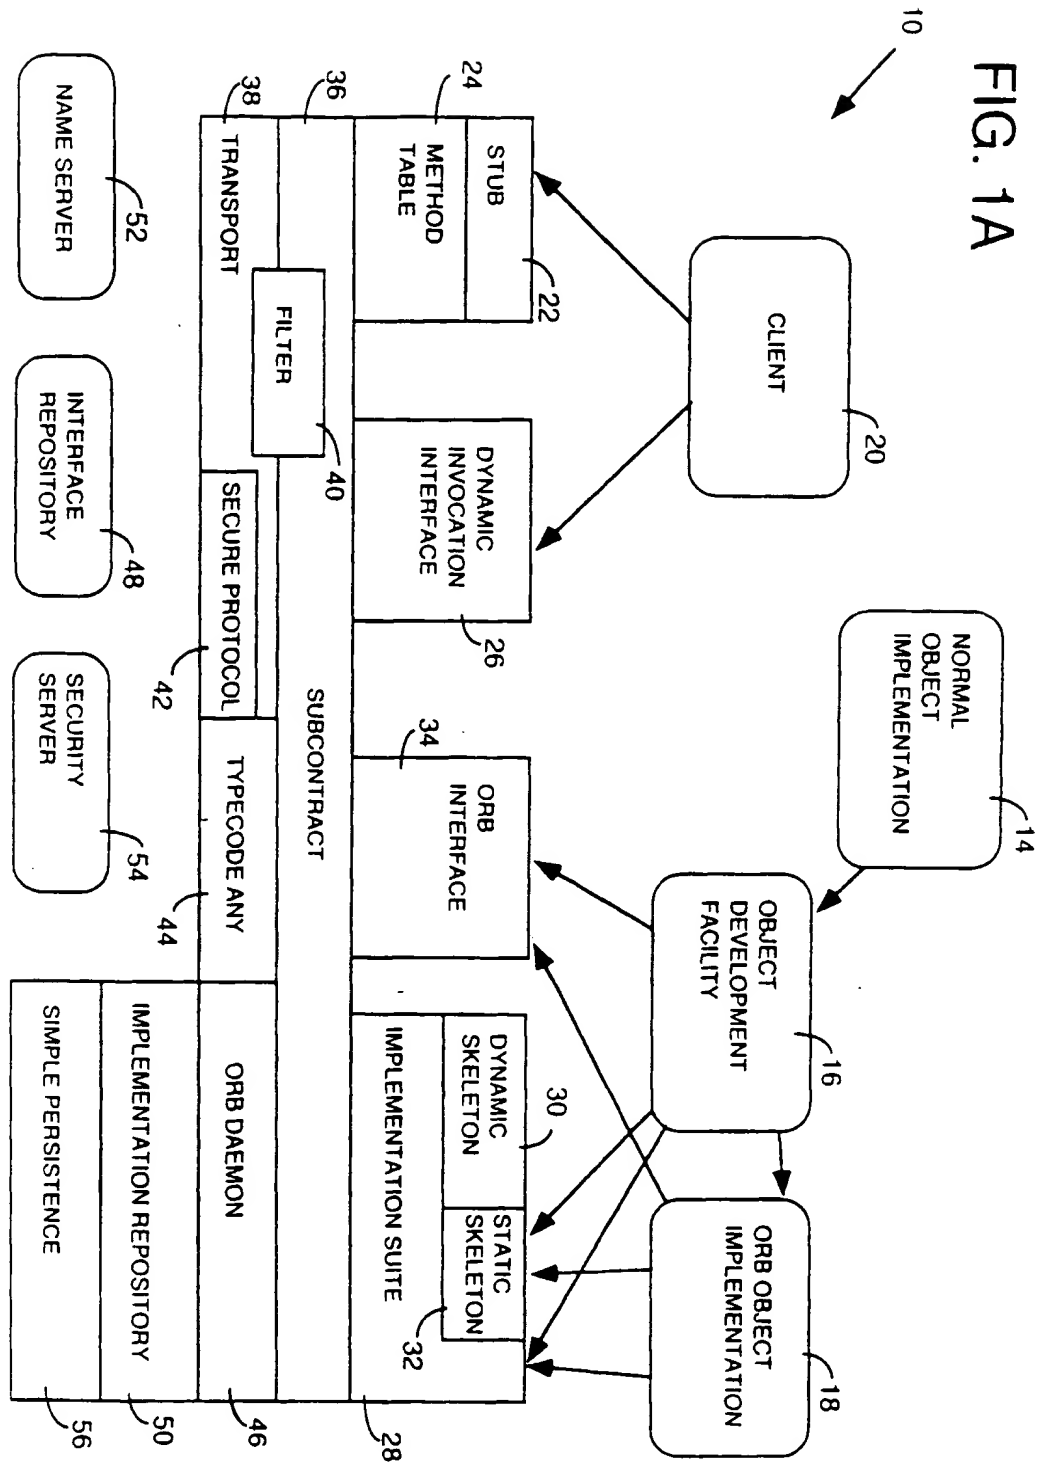 FIG. 1A
10
CLIENT
20
NORMAL
OBJECT
IMPLEMENTATION
14
OBJECT
DEVELOPMENT
FACILITY
16
ORB OBJECT
IMPLEMENTATION
18
STUB
22
24
METHOD
TABLE
DYNAMIC
INVOCATION
INTERFACE
26
34
ORB
INTERFACE
30
DYNAMIC
SKELETON
STATIC
SKELETON
32
IMPLEMENTATION SUITE
28
36
SUBCONTRACT
38
TRANSPORT
FILTER
40
SECURE PROTOCOL
42
TYPECODE ANY
44
ORB DAEMON
46
IMPLEMENTATION REPOSITORY
50
SIMPLE PERSISTENCE
56
NAME SERVER
52
INTERFACE
REPOSITORY
48
SECURITY
SERVER
54